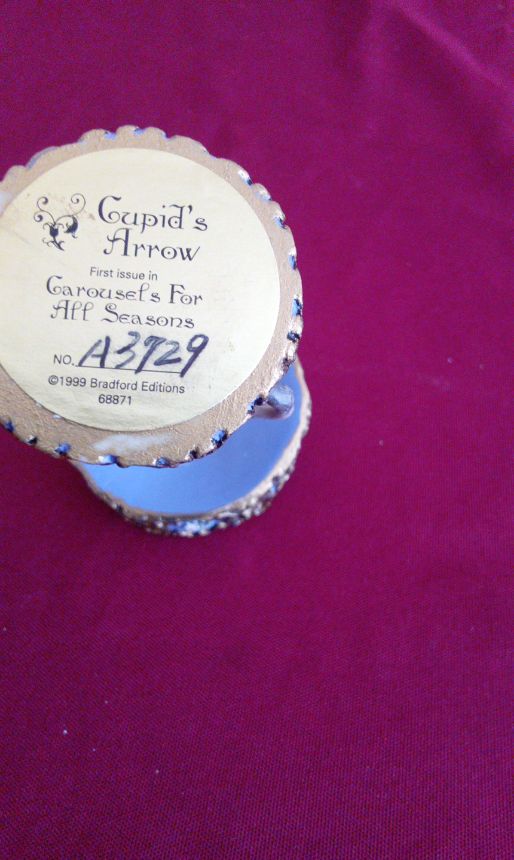 Cupid's
Arrow
First issue in
Carousels For
All Seasons
NO. A3729
©1999 Bradford Editions
68871